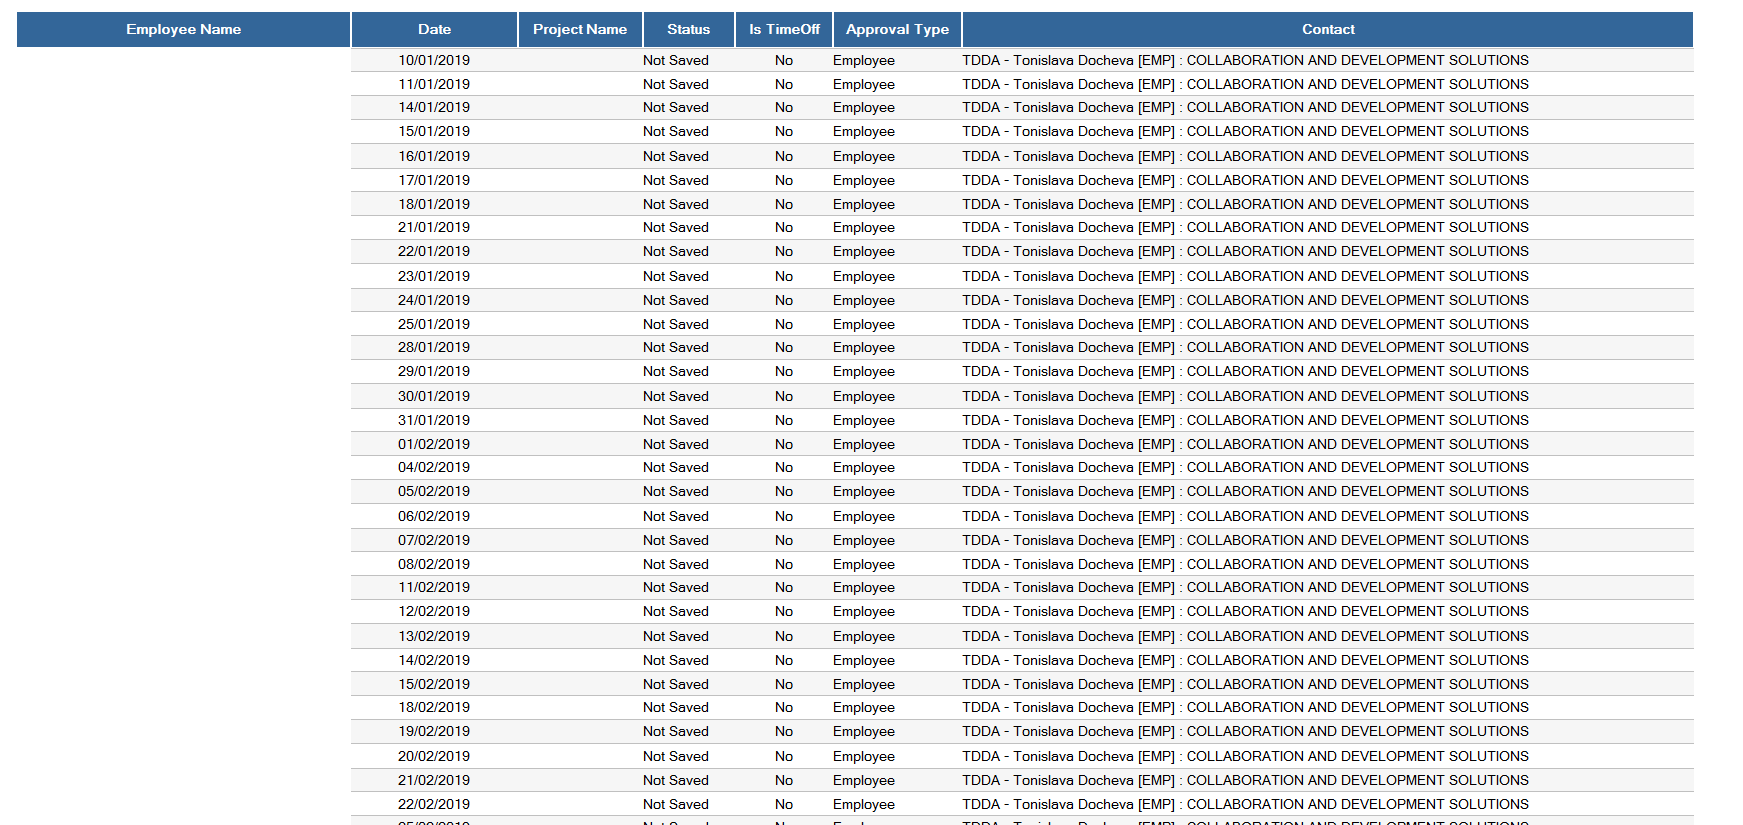 Employee Name Date Project Name Status Is TimeOff Approval Type Contact
10/01/2019 Not Saved No Employee TDDA - Tonislava Docheva [EMP] : COLLABORATION AND DEVELOPMENT SOLUTIONS
11/01/2019 Not Saved No Employee TDDA - Tonislava Docheva [EMP] : COLLABORATION AND DEVELOPMENT SOLUTIONS
14/01/2019 Not Saved No Employee TDDA - Tonislava Docheva [EMP] : COLLABORATION AND DEVELOPMENT SOLUTIONS
15/01/2019 Not Saved No Employee TDDA - Tonislava Docheva [EMP] : COLLABORATION AND DEVELOPMENT SOLUTIONS
16/01/2019 Not Saved No Employee TDDA - Tonislava Docheva [EMP] : COLLABORATION AND DEVELOPMENT SOLUTIONS
17/01/2019 Not Saved No Employee TDDA - Tonislava Docheva [EMP] : COLLABORATION AND DEVELOPMENT SOLUTIONS
18/01/2019 Not Saved No Employee TDDA - Tonislava Docheva [EMP] : COLLABORATION AND DEVELOPMENT SOLUTIONS
21/01/2019 Not Saved No Employee TDDA - Tonislava Docheva [EMP] : COLLABORATION AND DEVELOPMENT SOLUTIONS
22/01/2019 Not Saved No Employee TDDA - Tonislava Docheva [EMP] : COLLABORATION AND DEVELOPMENT SOLUTIONS
23/01/2019 Not Saved No Employee TDDA - Tonislava Docheva [EMP] : COLLABORATION AND DEVELOPMENT SOLUTIONS
24/01/2019 Not Saved No Employee TDDA - Tonislava Docheva [EMP] : COLLABORATION AND DEVELOPMENT SOLUTIONS
25/01/2019 Not Saved No Employee TDDA - Tonislava Docheva [EMP] : COLLABORATION AND DEVELOPMENT SOLUTIONS
28/01/2019 Not Saved No Employee TDDA - Tonislava Docheva [EMP] : COLLABORATION AND DEVELOPMENT SOLUTIONS
29/01/2019 Not Saved No Employee TDDA - Tonislava Docheva [EMP] : COLLABORATION AND DEVELOPMENT SOLUTIONS
30/01/2019 Not Saved No Employee TDDA - Tonislava Docheva [EMP] : COLLABORATION AND DEVELOPMENT SOLUTIONS
31/01/2019 Not Saved No Employee TDDA - Tonislava Docheva [EMP] : COLLABORATION AND DEVELOPMENT SOLUTIONS
01/02/2019 Not Saved No Employee TDDA - Tonislava Docheva [EMP] : COLLABORATION AND DEVELOPMENT SOLUTIONS
04/02/2019 Not Saved No Employee TDDA - Tonislava Docheva [EMP] : COLLABORATION AND DEVELOPMENT SOLUTIONS
05/02/2019 Not Saved No Employee TDDA - Tonislava Docheva [EMP] : COLLABORATION AND DEVELOPMENT SOLUTIONS
06/02/2019 Not Saved No Employee TDDA - Tonislava Docheva [EMP] : COLLABORATION AND DEVELOPMENT SOLUTIONS
07/02/2019 Not Saved No Employee TDDA - Tonislava Docheva [EMP] : COLLABORATION AND DEVELOPMENT SOLUTIONS
08/02/2019 Not Saved No Employee TDDA - Tonislava Docheva [EMP] : COLLABORATION AND DEVELOPMENT SOLUTIONS
11/02/2019 Not Saved No Employee TDDA - Tonislava Docheva [EMP] : COLLABORATION AND DEVELOPMENT SOLUTIONS
12/02/2019 Not Saved No Employee TDDA - Tonislava Docheva [EMP] : COLLABORATION AND DEVELOPMENT SOLUTIONS
13/02/2019 Not Saved No Employee TDDA - Tonislava Docheva [EMP] : COLLABORATION AND DEVELOPMENT SOLUTIONS
14/02/2019 Not Saved No Employee TDDA - Tonislava Docheva [EMP] : COLLABORATION AND DEVELOPMENT SOLUTIONS
15/02/2019 Not Saved No Employee TDDA - Tonislava Docheva [EMP] : COLLABORATION AND DEVELOPMENT SOLUTIONS
18/02/2019 Not Saved No Employee TDDA - Tonislava Docheva [EMP] : COLLABORATION AND DEVELOPMENT SOLUTIONS
19/02/2019 Not Saved No Employee TDDA - Tonislava Docheva [EMP] : COLLABORATION AND DEVELOPMENT SOLUTIONS
20/02/2019 Not Saved No Employee TDDA - Tonislava Docheva [EMP] : COLLABORATION AND DEVELOPMENT SOLUTIONS
21/02/2019 Not Saved No Employee TDDA - Tonislava Docheva [EMP] : COLLABORATION AND DEVELOPMENT SOLUTIONS
22/02/2019 Not Saved No Employee TDDA - Tonislava Docheva [EMP] : COLLABORATION AND DEVELOPMENT SOLUTIONS